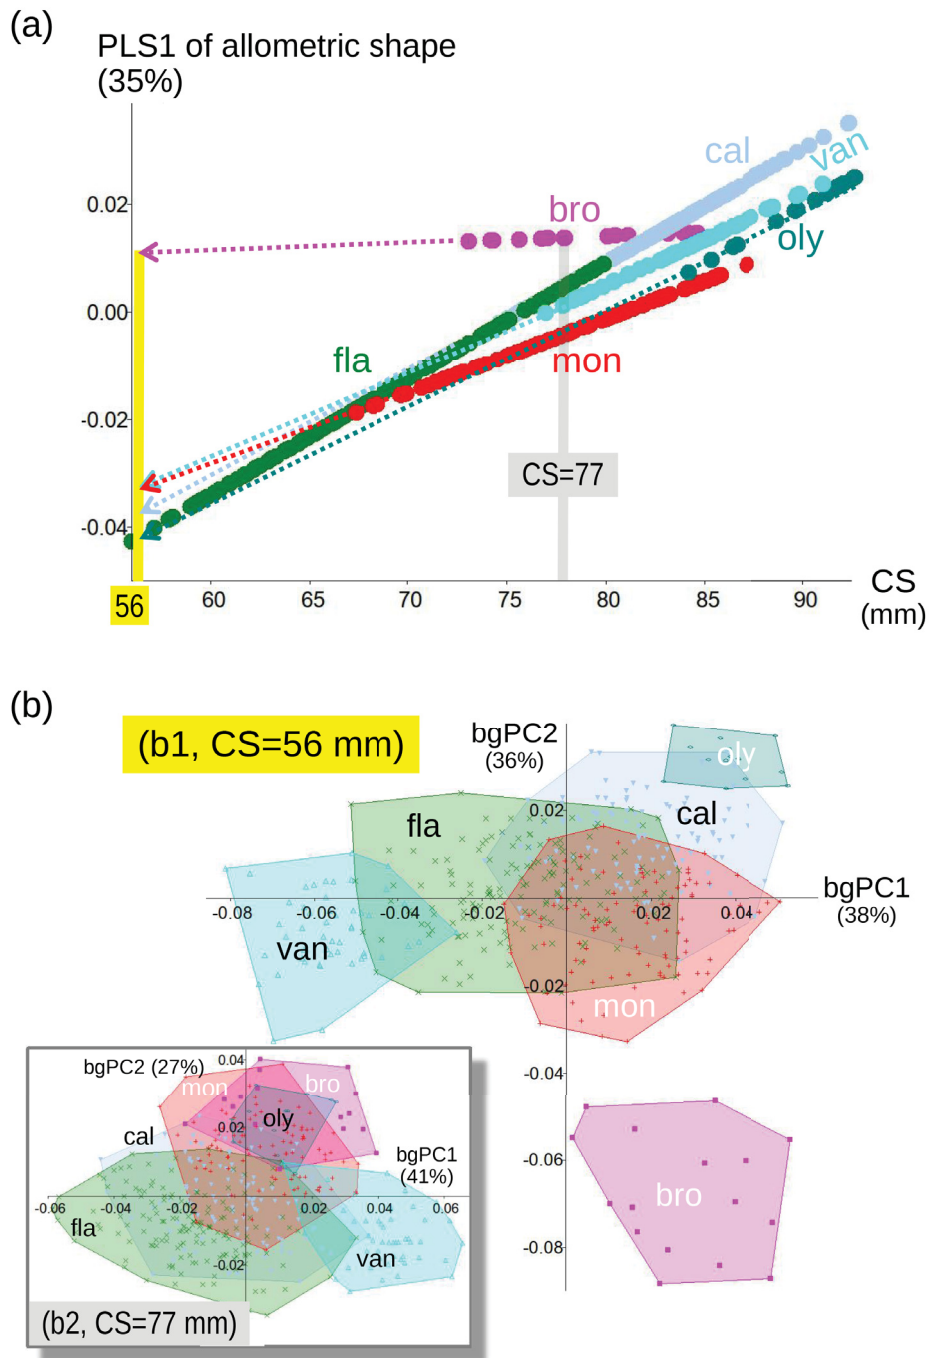 (a)
PLS1 of allometric shape
(35%)
cal
van
0.02
bro
oly
0.00
fla
mon
-0.02
CS=77
-0.04
56
60
65
70
75
80
85
90
CS
(mm)
(b)
(b1, CS=56 mm)
bgPC2
(36%)
oly
0.02
cal
fla
bgPC1
(38%)
-0.08
-0.06
-0.04
-0.02
0.02
0.04
van
-0.02
mon
-0.04
-0.06
bro
-0.08
bgPC2 (27%)
0.04
mon
bro
oly
0.02
cal
bgPC1
(41%)
-0.06
-0.04
-0.02
0.02
0.04
0.06
fla
van
-0.02
(b2, CS=77 mm)